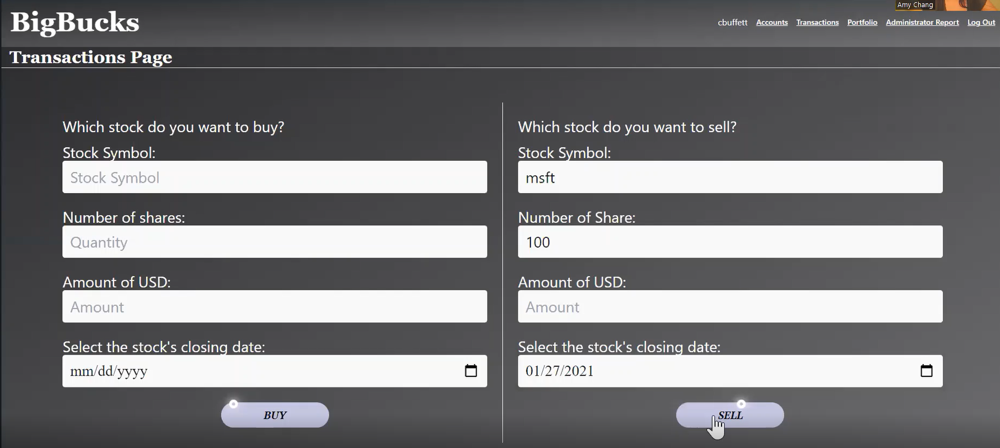 Amy Chang
BigBucks
cbuffett Accounts Transactions Portfolio Administrator Report Log Out
Transactions Page
Which stock do you want to buy?
Stock Symbol:
Stock Symbol
Number of shares:
Quantity
Amount of USD:
Amount
Select the stock's closing date:
mm/dd/yyyy
BUY
Which stock do you want to sell?
Stock Symbol:
msft
Number of Share:
100
Amount of USD:
Amount
Select the stock's closing date:
01/27/2021
SELL